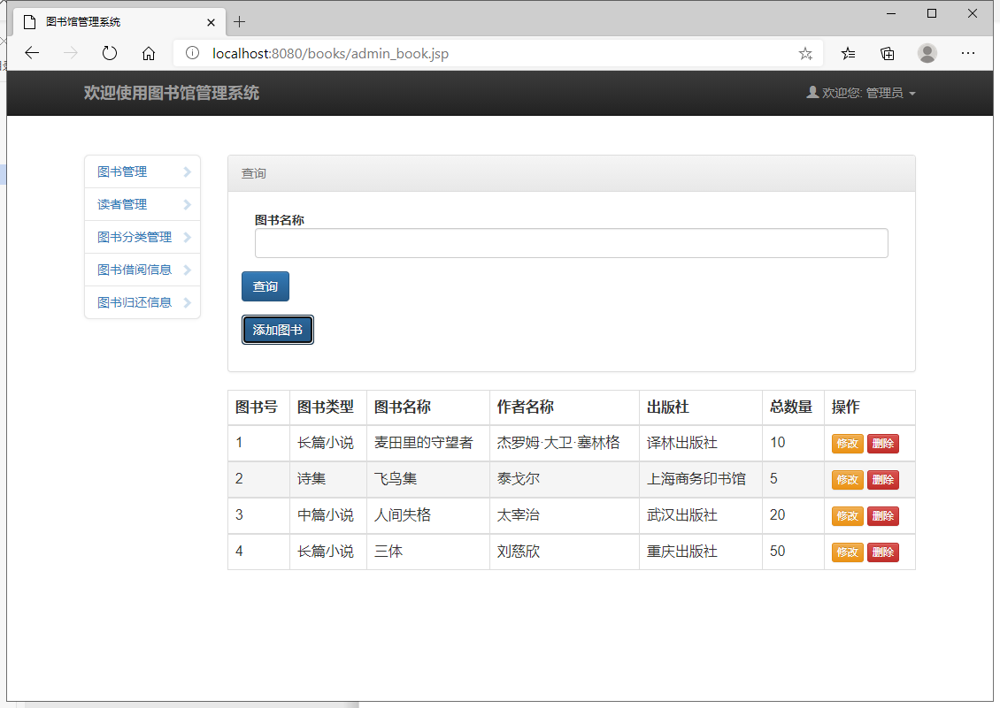 图书馆管理系统
localhost:8080/books/admin_book.jsp
欢迎使用图书馆管理系统 欢迎您: 管理员
图书管理
读者管理
图书分类管理
图书借阅信息
图书归还信息
查询
图书名称
查询
添加图书
图书号 图书类型 图书名称 作者名称 出版社 总数量 操作
1 长篇小说 麦田里的守望者 杰罗姆·大卫·塞林格 译林出版社 10 修改 删除
2 诗集 飞鸟集 泰戈尔 上海商务印书馆 5 修改 删除
3 中篇小说 人间失格 太宰治 武汉出版社 20 修改 删除
4 长篇小说 三体 刘慈欣 重庆出版社 50 修改 删除